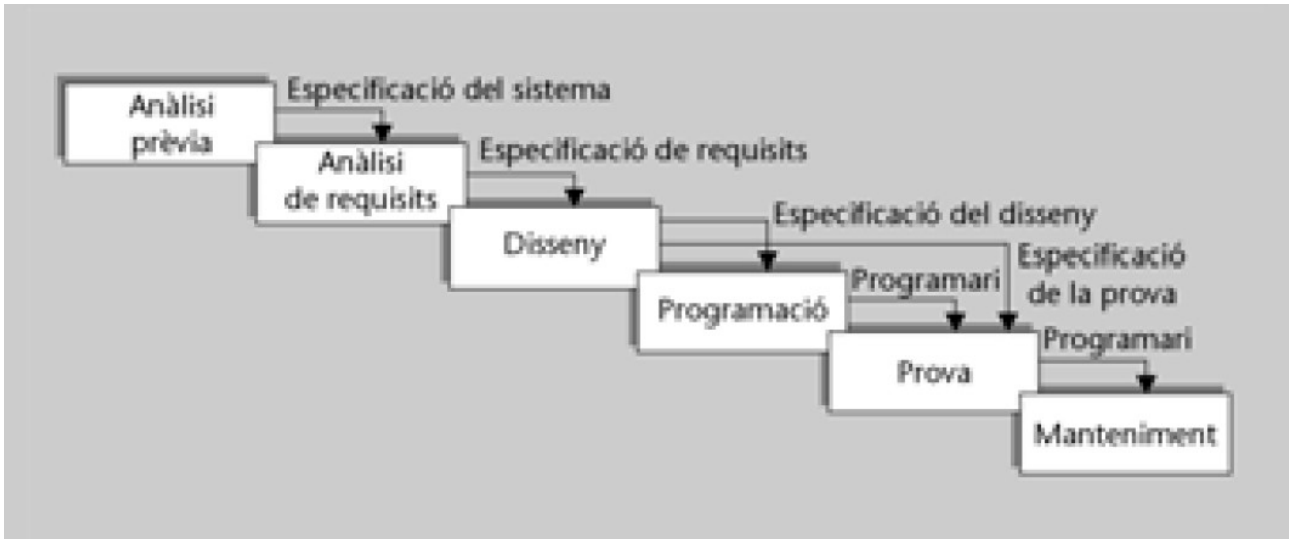 Anàlisi
prèvia
Especificació del sistema
Anàlisi
de requisits
Especificació de requisits
Disseny
Especificació del disseny
Especificació
de la prova
Programació
Programari
Prova
Programari
Manteniment